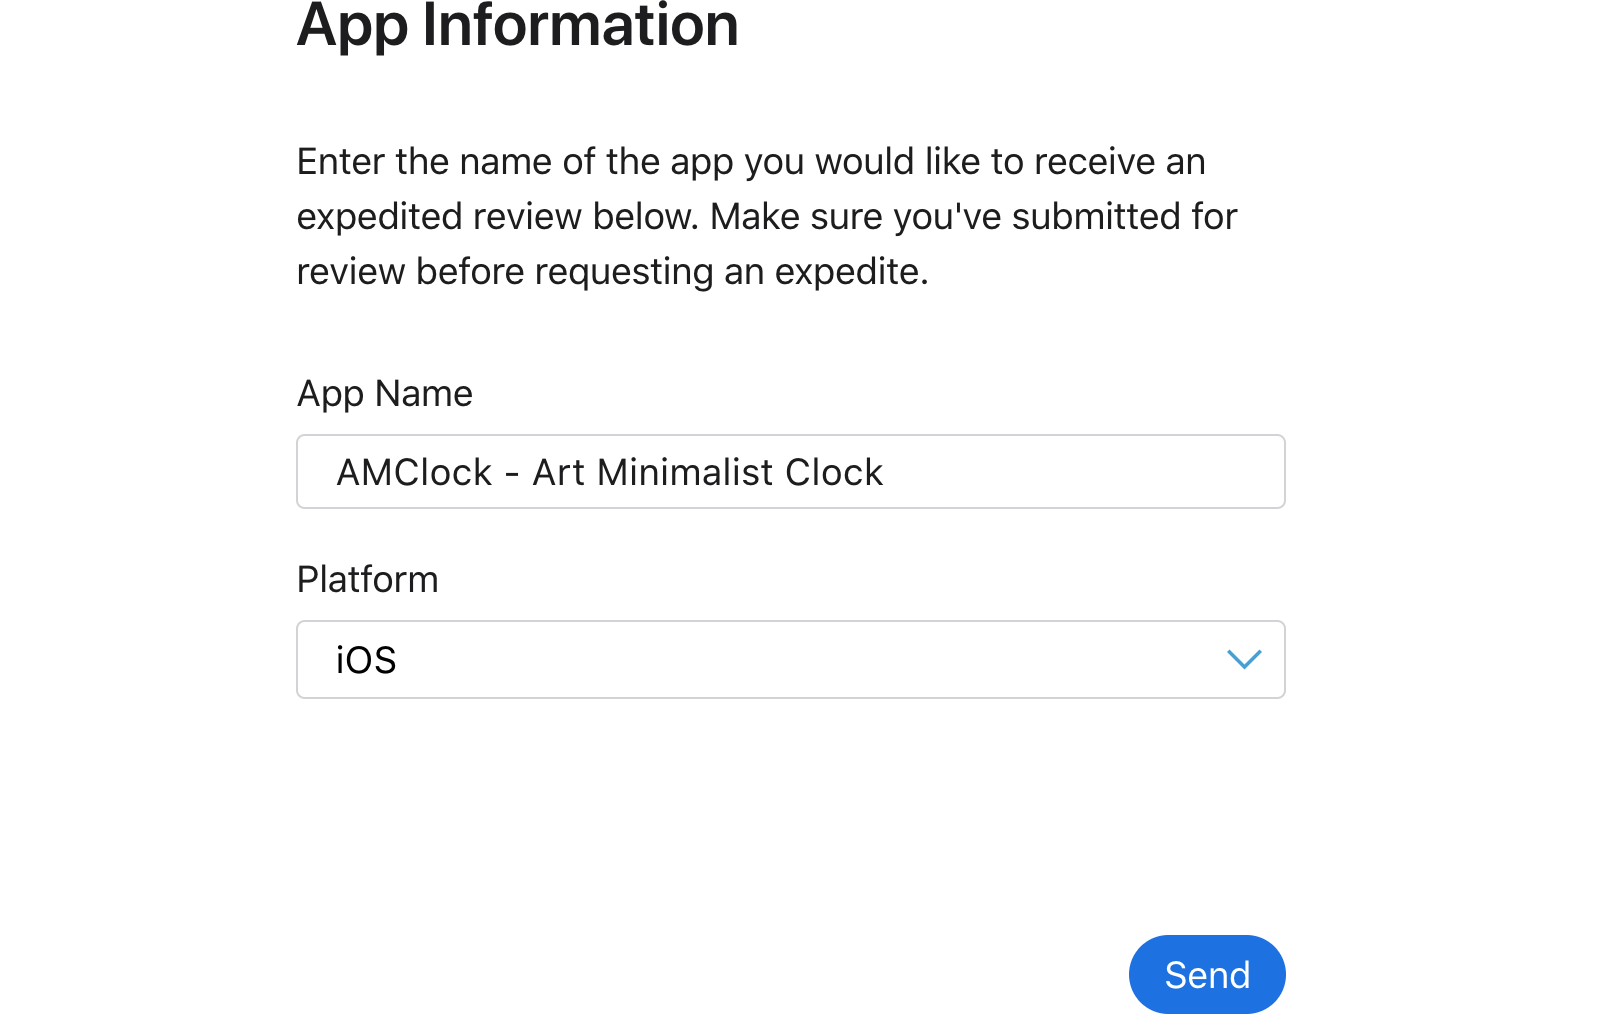 App Information
Enter the name of the app you would like to receive an
expedited review below. Make sure you've submitted for
review before requesting an expedite.
App Name
AMClock - Art Minimalist Clock
Platform
iOS
Send